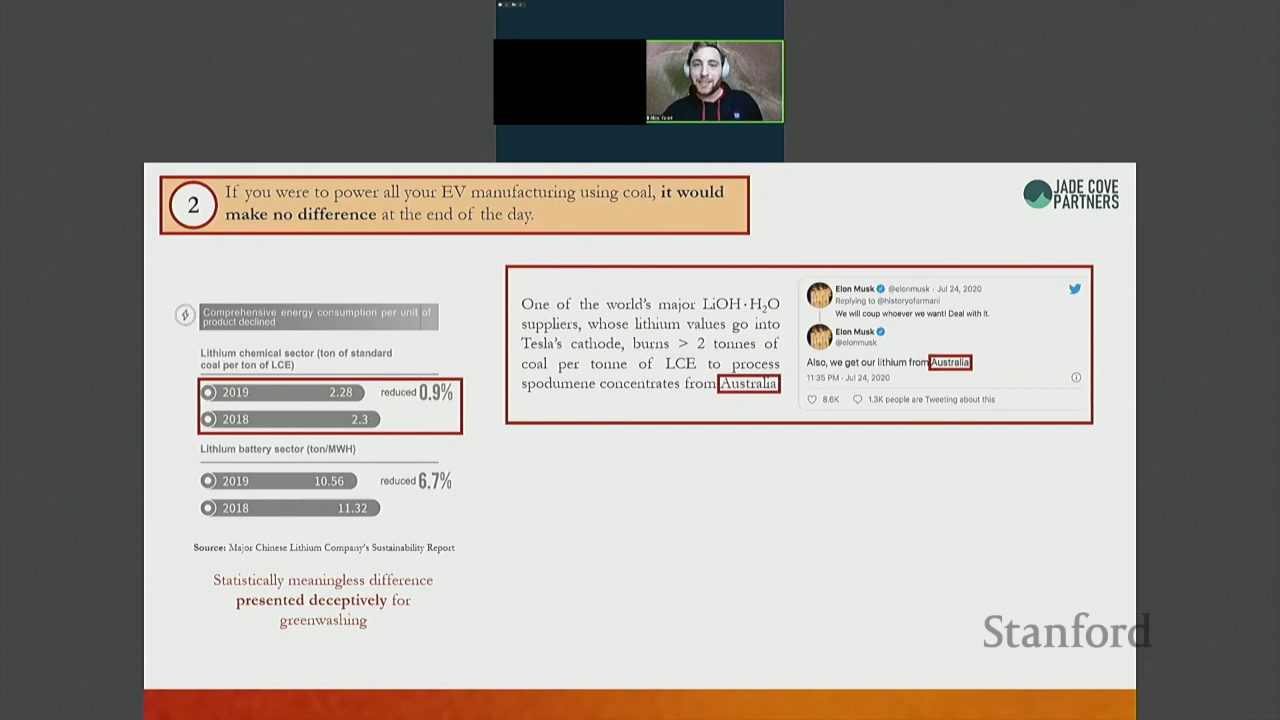 2
If you were to power all your EV manufacturing using coal, it would
make no difference at the end of the day.
JADE COVE
PARTNERS
Comprehensive energy consumption per unit of
product declined
Lithium chemical sector (ton of standard
coal per ton of LCE)
2019 2.28 reduced 0.9%
2018 2.3
Lithium battery sector (ton/MWH)
2019 10.56 reduced 6.7%
2018 11.32
Source: Major Chinese Lithium Company's Sustainability Report
Statistically meaningless difference
presented deceptively for
greenwashing
One of the world's major LiOH·H2O
suppliers, whose lithium values go into
Tesla's cathode, burns > 2 tonnes of
coal per tonne of LCE to process
spodumene concentrates from Australia
Elon Musk @elonmusk · Jul 24, 2020
Replying to @historyofarmani
We will coup whoever we want! Deal with it.
Elon Musk
@elonmusk
Also, we get our lithium from Australia
11:35 PM · Jul 24, 2020
8.6K 1.3K people are Tweeting about this
Stanford